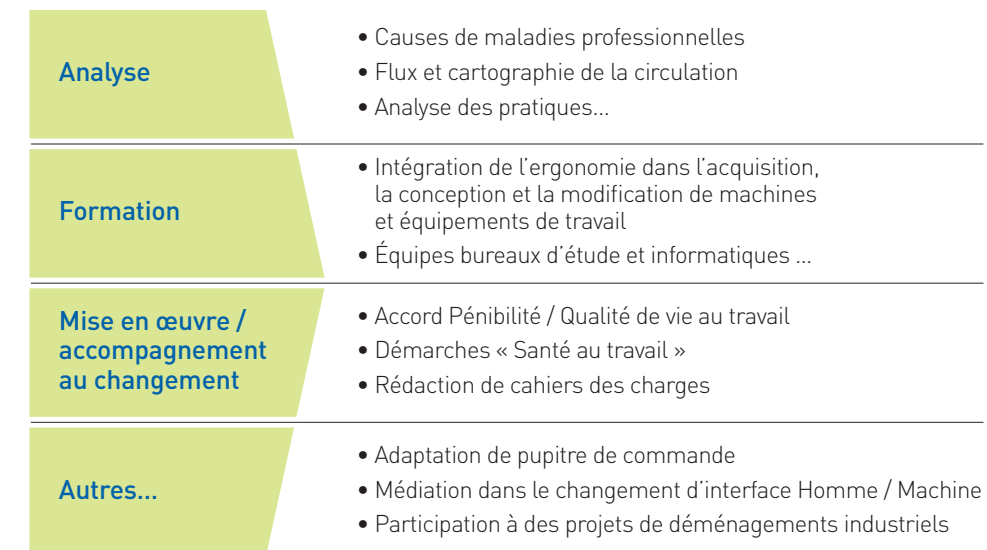 Analyse
• Causes de maladies professionnelles
• Flux et cartographie de la circulation
• Analyse des pratiques...
Formation
• Intégration de l'ergonomie dans l'acquisition,
la conception et la modification de machines
et équipements de travail
• Équipes bureaux d'étude et informatiques ...
Mise en œuvre /
accompagnement
au changement
• Accord Pénibilité / Qualité de vie au travail
• Démarches « Santé au travail »
• Rédaction de cahiers des charges
Autres...
• Adaptation de pupitre de commande
• Médiation dans le changement d'interface Homme / Machine
• Participation à des projets de déménagements industriels